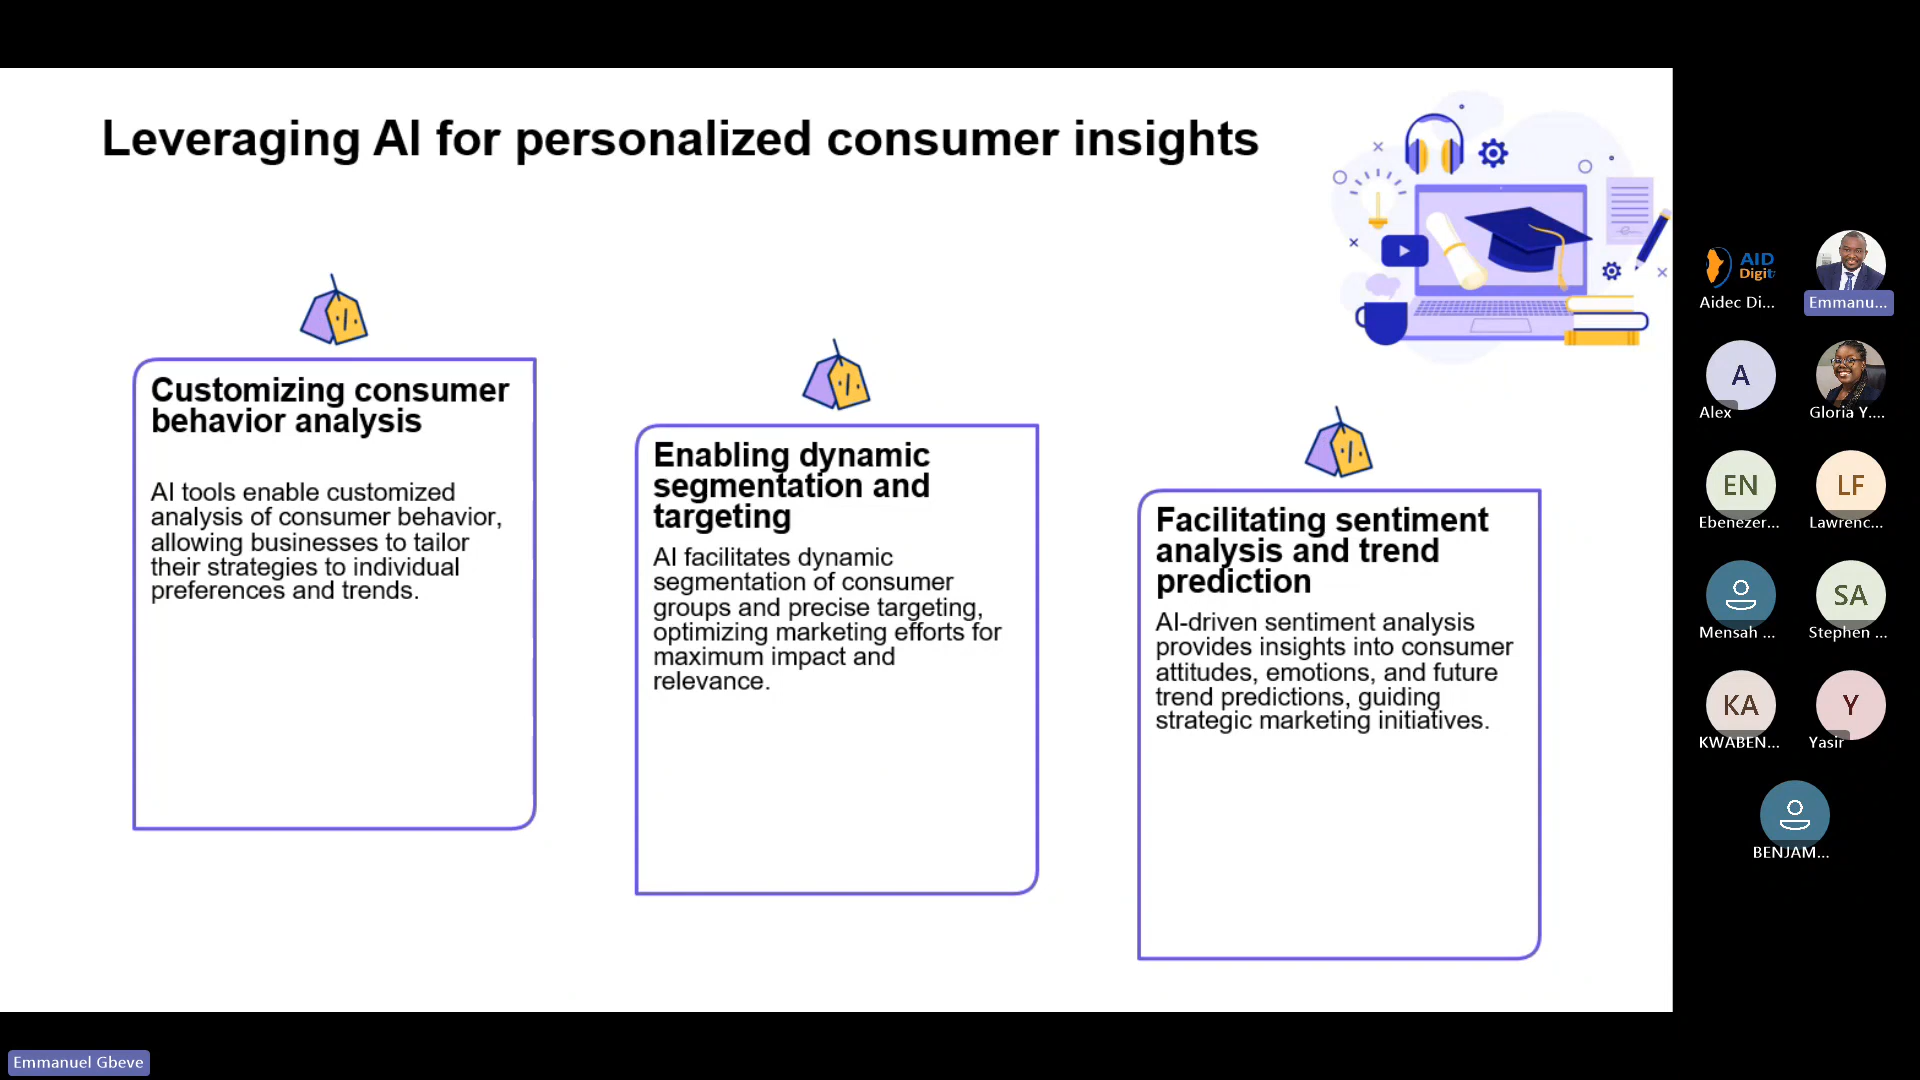 Leveraging AI for personalized consumer insights
Customizing consumer
behavior analysis
AI tools enable customized
analysis of consumer behavior,
allowing businesses to tailor
their strategies to individual
preferences and trends.
Enabling dynamic
segmentation and
targeting
AI facilitates dynamic
segmentation of consumer
groups and precise targeting,
optimizing marketing efforts for
maximum impact and
relevance.
Facilitating sentiment
analysis and trend
prediction
AI-driven sentiment analysis
provides insights into consumer
attitudes, emotions, and future
trend predictions, guiding
strategic marketing initiatives.
AID
Digit
Aidec Di...
Emmanu...
A
Alex
Gloria Y....
EN
Ebenezer...
LF
Lawrenc...
Mensah ...
SA
Stephen ...
KA
KWABEN...
Y
Yasir
BENJAM...
Emmanuel Gbeve